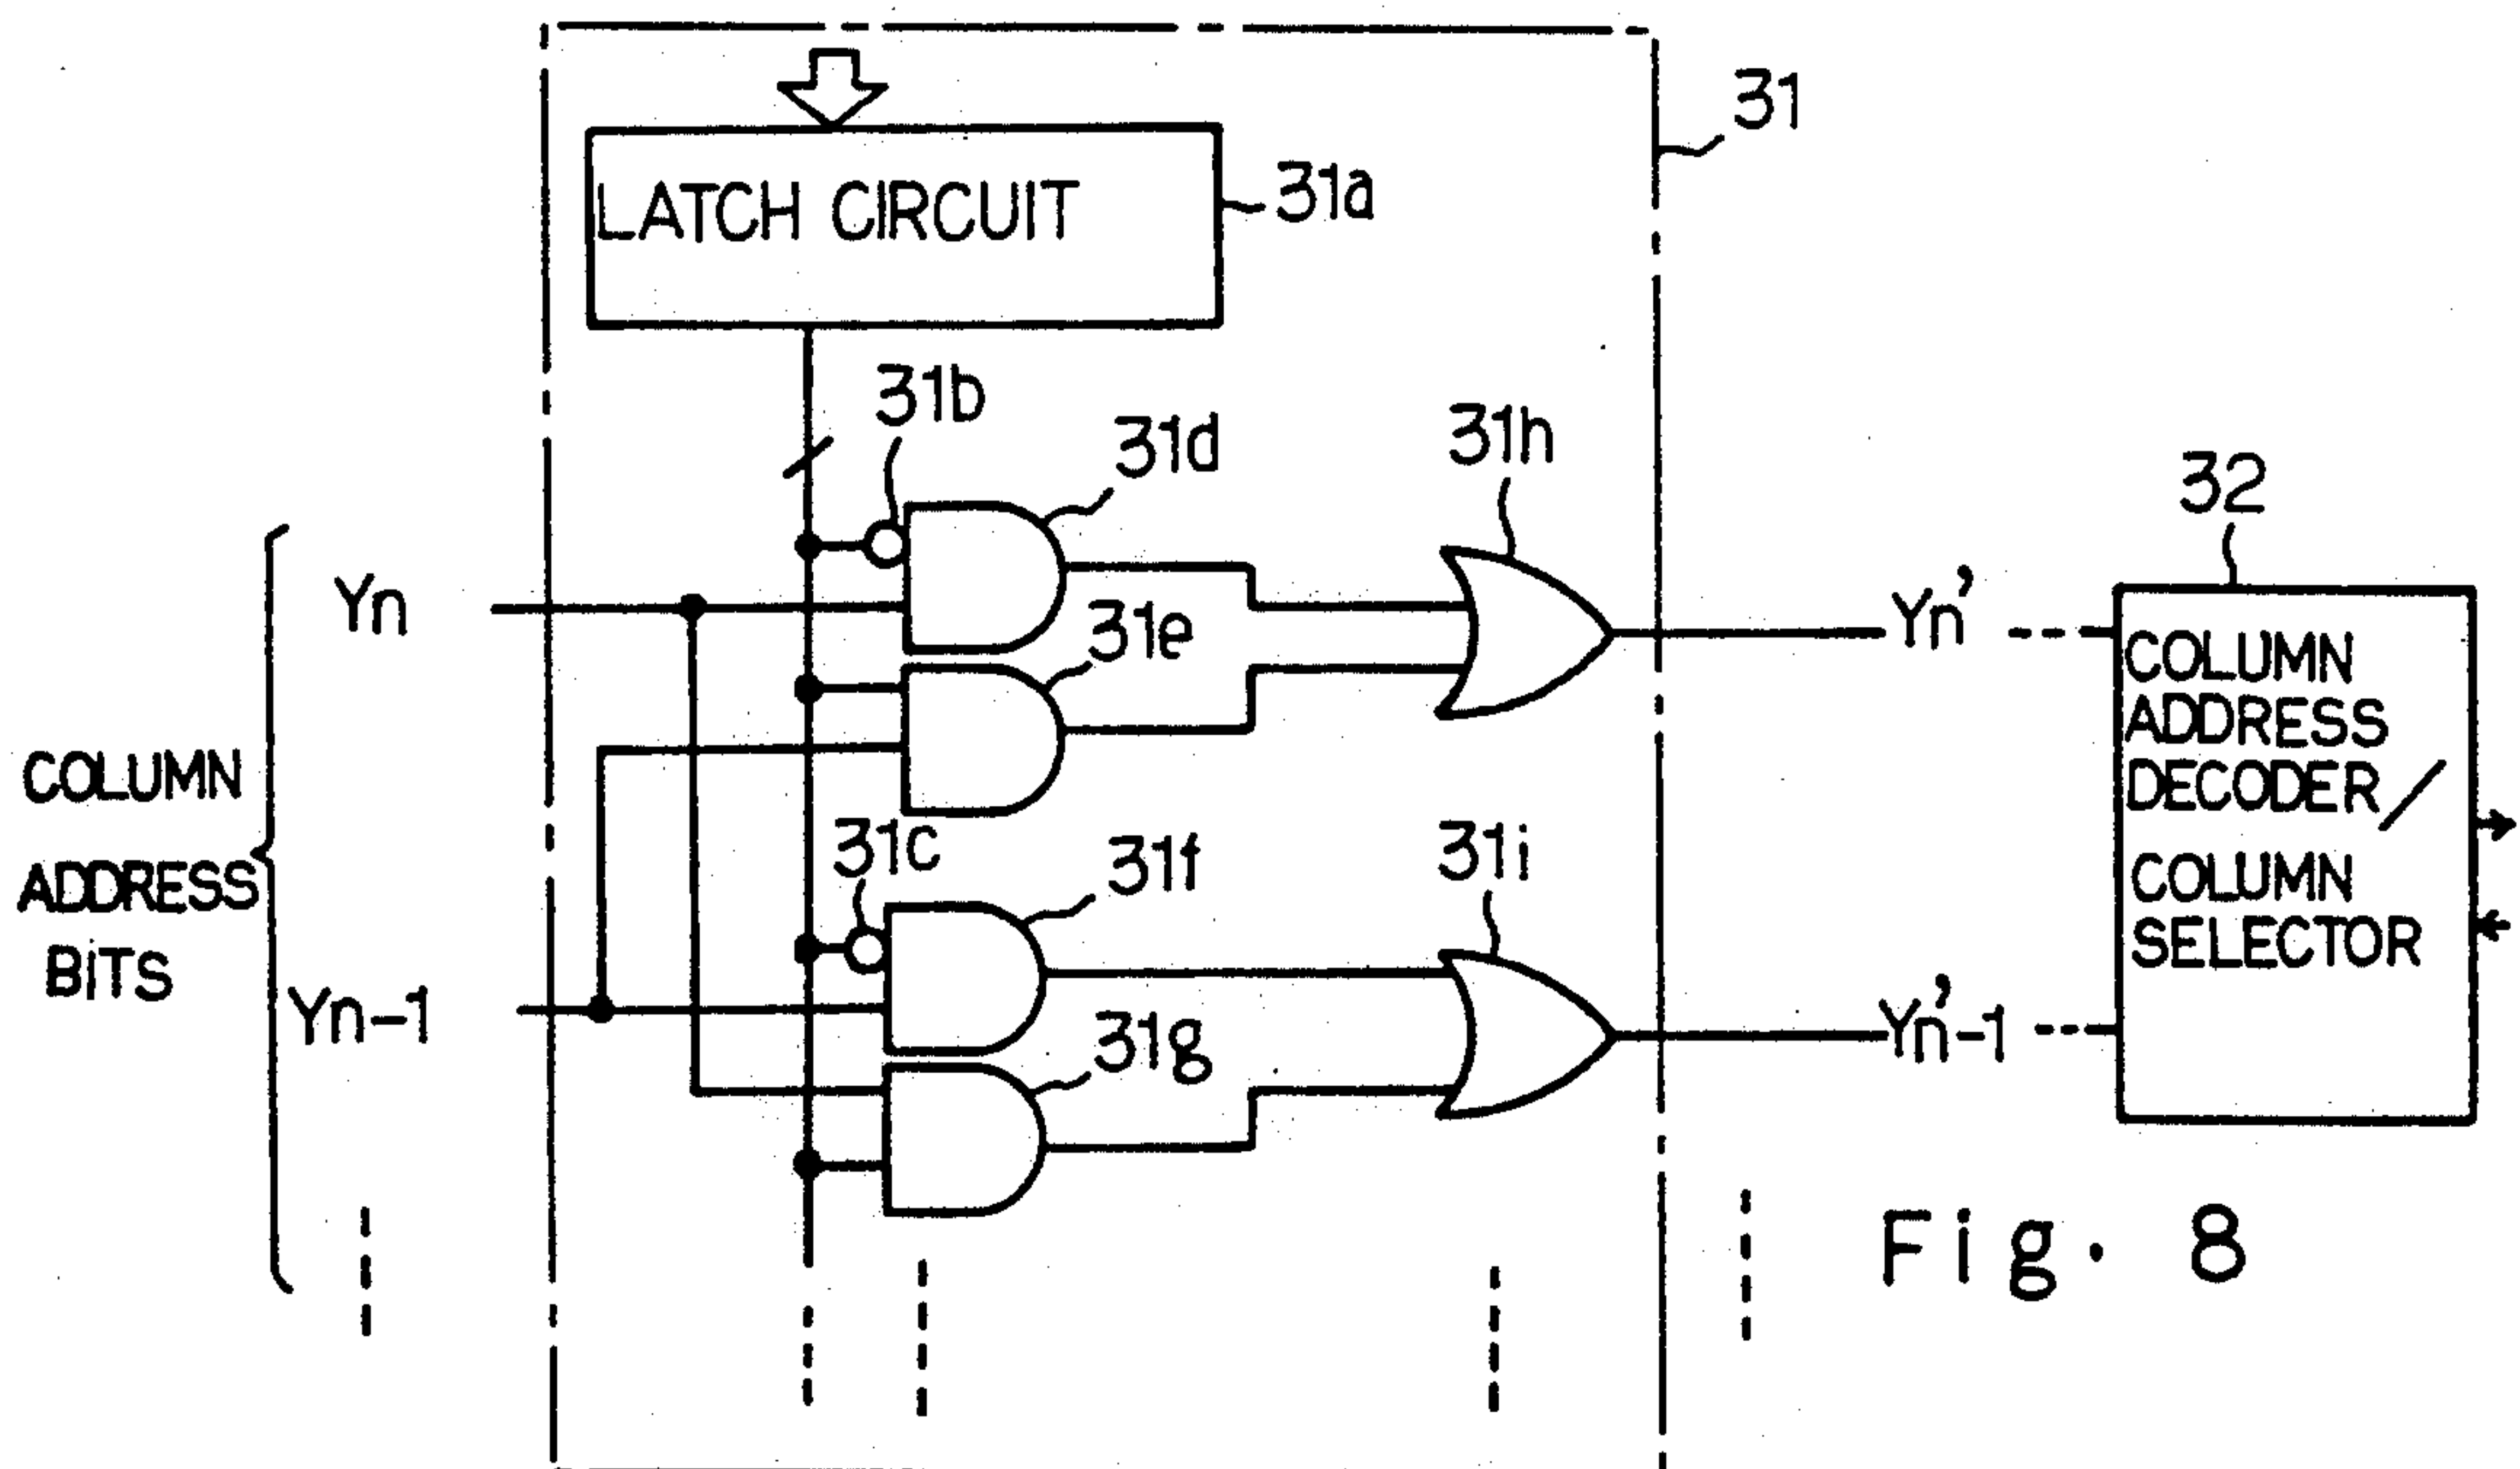 31
LATCH CIRCUIT
31a
31b
31d
31h
32
Yn
31e
Yn'
COLUMN
ADDRESS
DECODER/
COLUMN
SELECTOR
COLUMN
ADDRESS
BITS
31c
31f
31i
Yn-1
31g
Yn'-1
Fig. 8